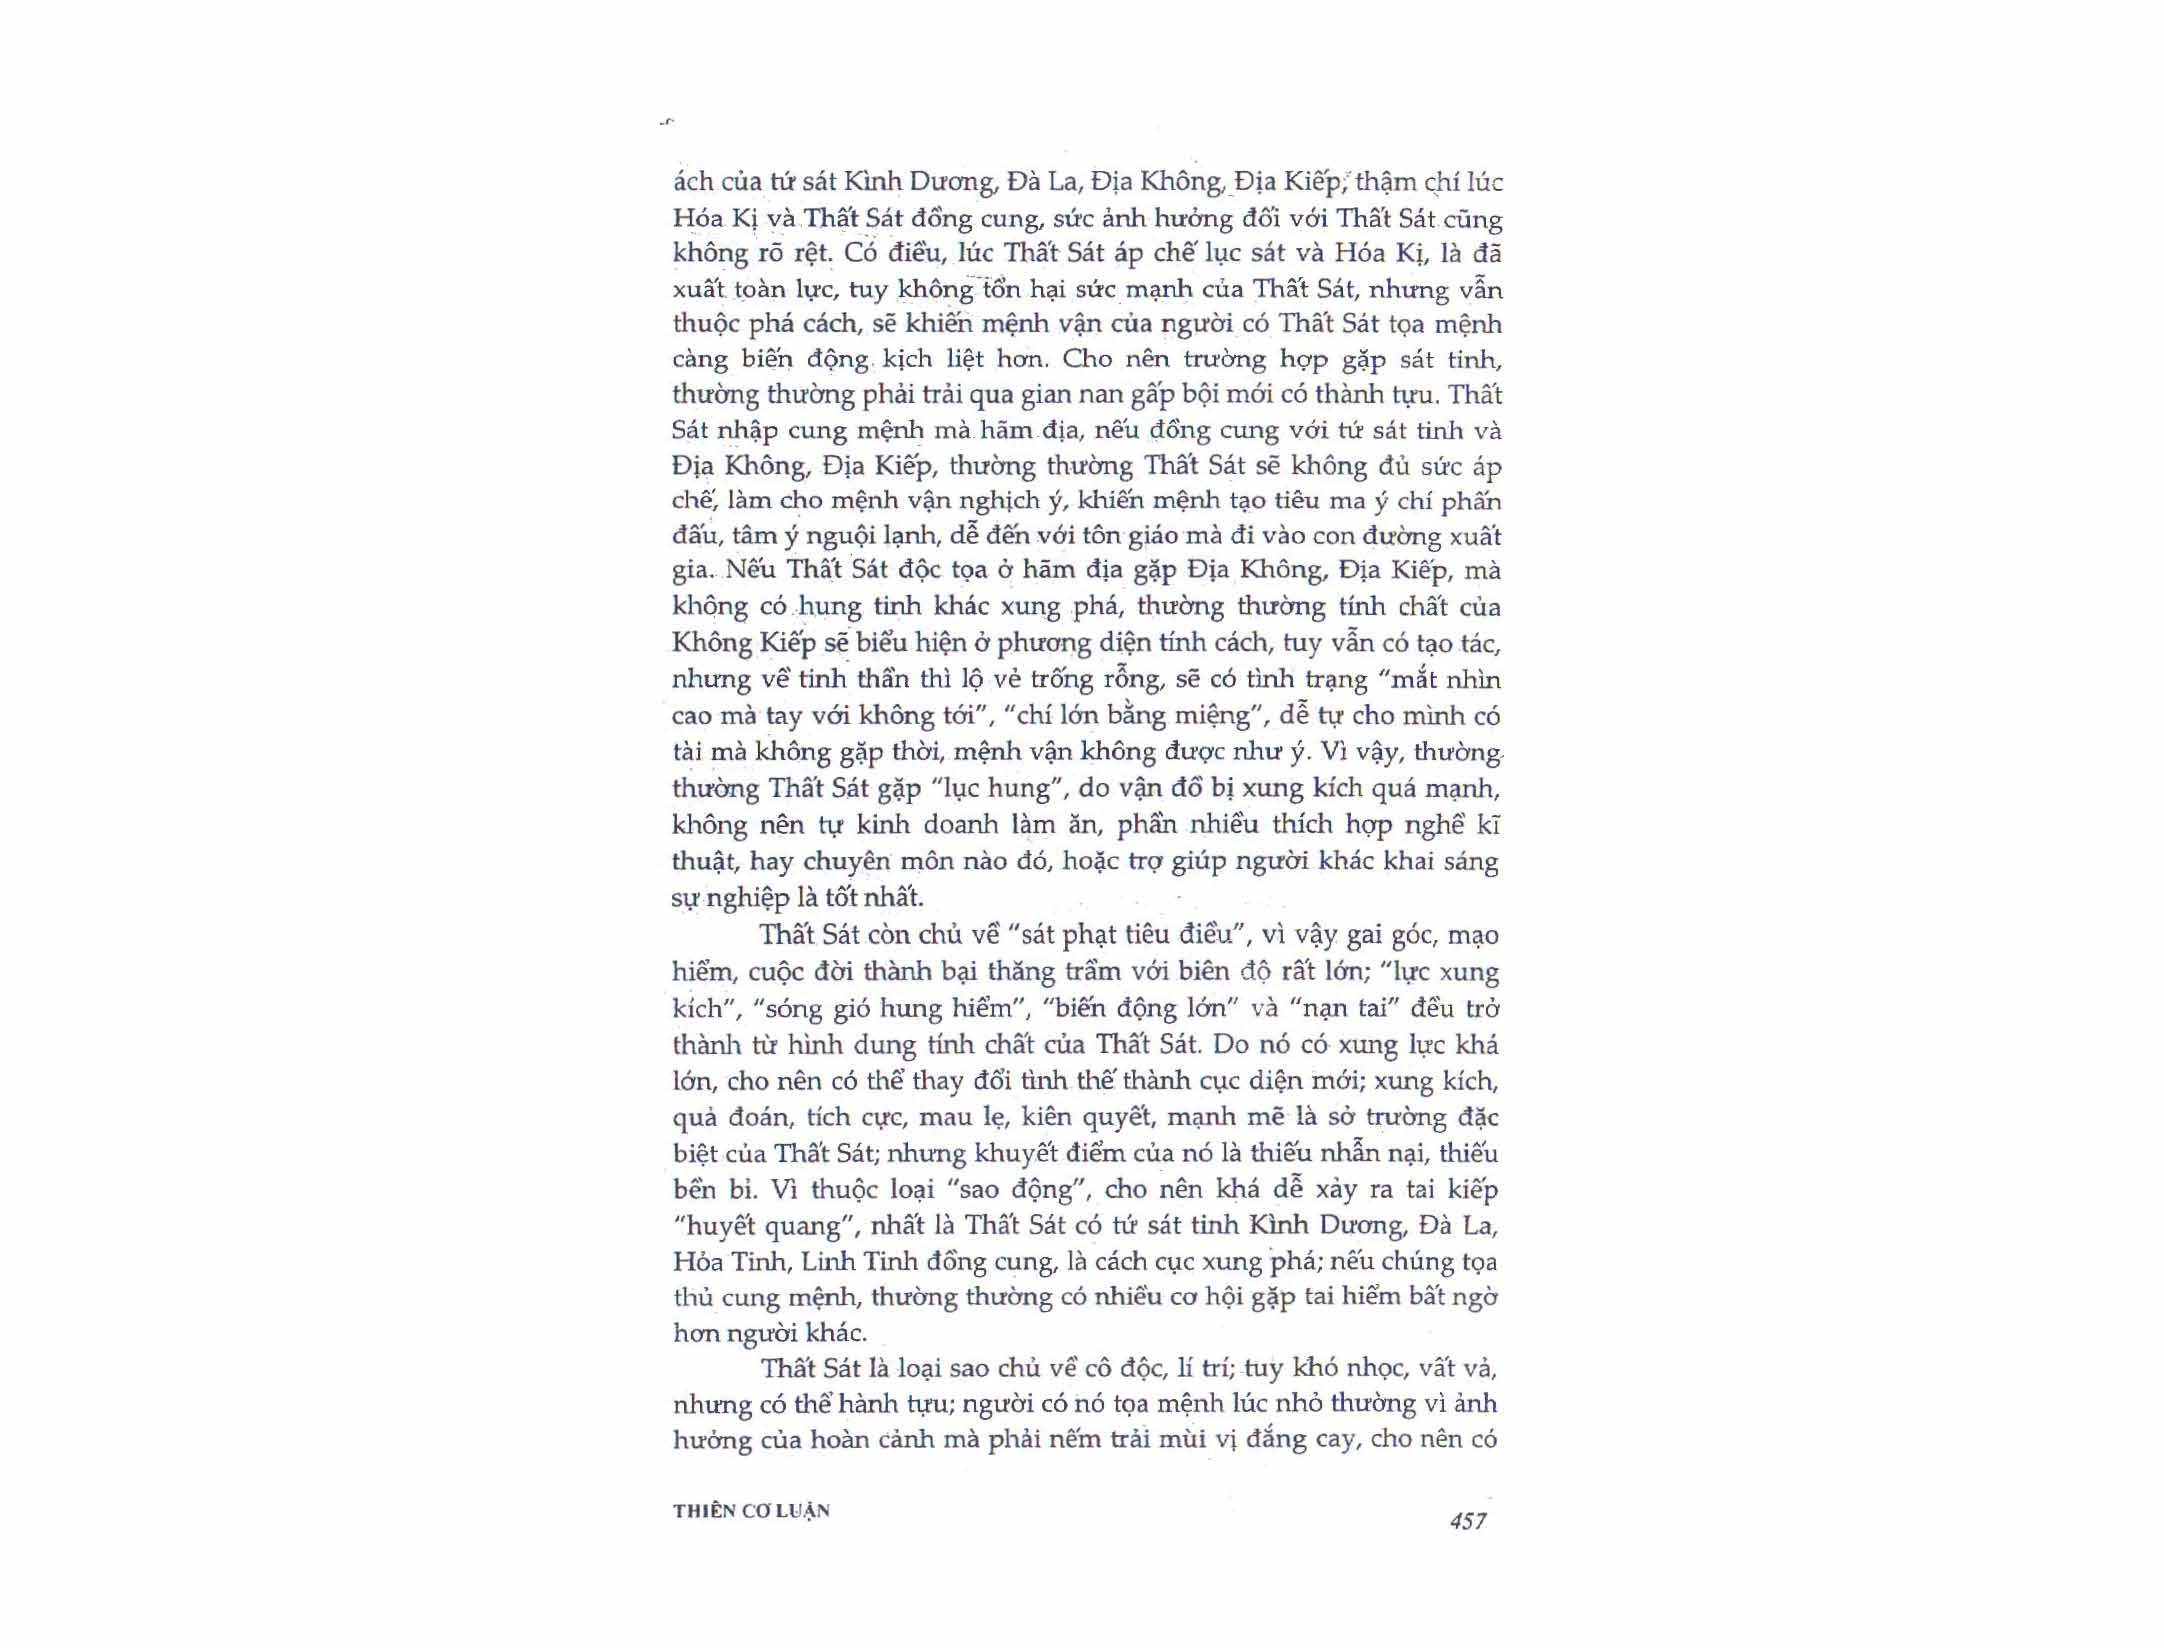 ách của tứ sát Kình Dương, Đà La, Địa Không, Địa Kiếp, thậm chí lúc
Hóa Kị và Thất Sát đồng cung, sức ảnh hưởng đối với Thất Sát cũng
không rõ rệt. Có điều, lúc Thất Sát áp chế lục sát và Hóa Kị, là đã
xuất toàn lực, tuy không tổn hại sức mạnh của Thất Sát, nhưng vẫn
thuộc phá cách, sẽ khiến mệnh vận của người có Thất Sát tọa mệnh
càng biến động kịch liệt hơn. Cho nên trường hợp gặp sát tinh,
thường thường phải trải qua gian nan gấp bội mới có thành tựu. Thất
Sát nhập cung mệnh mà hãm địa, nếu đồng cung với tứ sát tinh và
Địa Không, Địa Kiếp, thường thường Thất Sát sẽ không đủ sức áp
chế, làm cho mệnh vận nghịch ý, khiến mệnh tạo tiêu ma ý chí phấn
đấu, tâm ý nguội lạnh, dễ đến với tôn giáo mà đi vào con đường xuất
gia. Nếu Thất Sát độc tọa ở hãm địa gặp Địa Không, Địa Kiếp, mà
không có hung tinh khác xung phá, thường thường tính chất của
Không Kiếp sẽ biểu hiện ở phương diện tính cách, tuy vẫn có tạo tác,
nhưng về tinh thần thì lộ vẻ trống rỗng, sẽ có tình trạng "mắt nhìn
cao mà tay với không tới", "chí lớn bằng miệng", dễ tự cho mình có
tài mà không gặp thời, mệnh vận không được như ý. Vì vậy, thường
thường Thất Sát gặp "lục hung", do vận đồ bị xung kích quá mạnh,
không nên tự kinh doanh làm ăn, phần nhiều thích hợp nghề kĩ
thuật, hay chuyên môn nào đó, hoặc trợ giúp người khác khai sáng
sự nghiệp là tốt nhất.
Thất Sát còn chủ về "sát phạt tiêu điều", vì vậy gai góc, mạo
hiểm, cuộc đời thành bại thăng trầm với biên độ rất lớn; "lực xung
kích", "sóng gió hung hiểm", "biến động lớn" và "nạn tai" đều trở
thành từ hình dung tính chất của Thất Sát. Do nó có xung lực khá
lớn, cho nên có thể thay đổi tình thế thành cục diện mới; xung kích,
quả đoán, tích cực, mau lẹ, kiên quyết, mạnh mẽ là sở trường đặc
biệt của Thất Sát; nhưng khuyết điểm của nó là thiếu nhẫn nại, thiếu
bền bỉ. Vì thuộc loại "sao động", cho nên khá dễ xảy ra tai kiếp
"huyết quang", nhất là Thất Sát có tứ sát tinh Kình Dương, Đà La,
Hỏa Tinh, Linh Tinh đồng cung, là cách cục xung phá; nếu chúng tọa
thủ cung mệnh, thường thường có nhiều cơ hội gặp tai hiểm bất ngờ
hơn người khác.
Thất Sát là loại sao chủ về cô độc, lí trí; tuy khó nhọc, vất vả,
nhưng có thể hành tựu; người có nó tọa mệnh lúc nhỏ thường vì ảnh
hưởng của hoàn cảnh mà phải nếm trải mùi vị đắng cay, cho nên có
THIÊN CƠ LUẬN
457